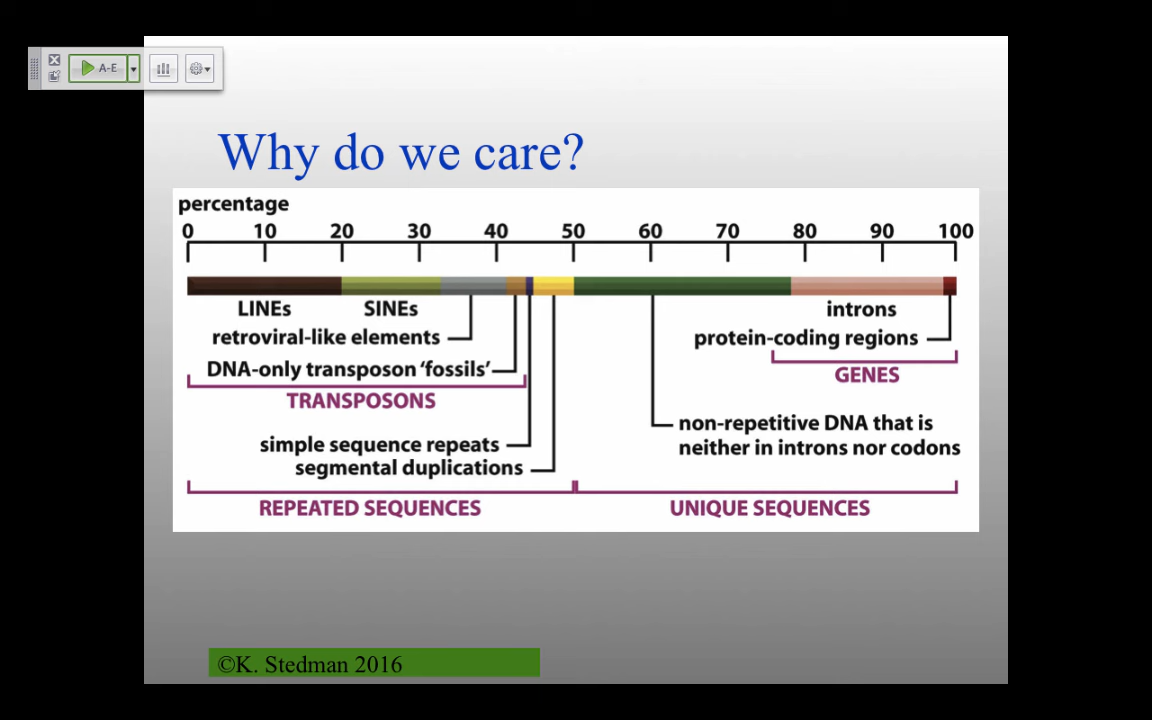 A-E
Why do we care?
percentage
0 10 20 30 40 50 60 70 80 90 100
LINEs SINEs introns
retroviral-like elements protein-coding regions
DNA-only transposon ‘fossils’ GENES
TRANSPOSONS
non-repetitive DNA that is
simple sequence repeats neither in introns nor codons
segmental duplications
REPEATED SEQUENCES UNIQUE SEQUENCES
©K. Stedman 2016